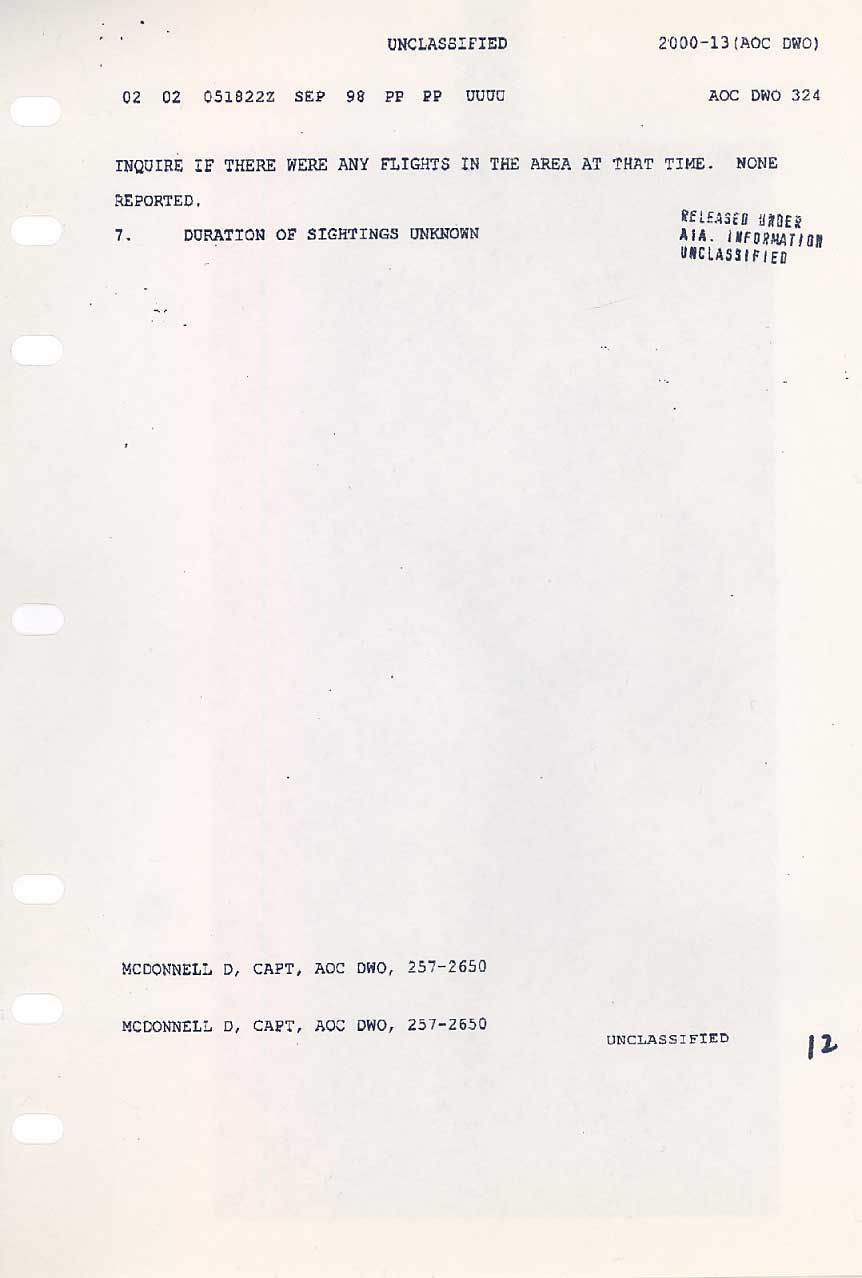 UNCLASSIFIED 2000-13(AOC DWO)
02 02 051822Z SEP 98 PP PP UUUU AOC DWO 324
INQUIRE IF THERE WERE ANY FLIGHTS IN THE AREA AT THAT TIME. NONE
REPORTED.
7. DURATION OF SIGHTINGS UNKNOWN
RELEASED UNDER
AIA. INFORMATION
UNCLASSIFIED
MCDONNELL D, CAPT, AOC DWO, 257-2650
MCDONNELL D, CAPT, AOC DWO, 257-2650
UNCLASSIFIED
12